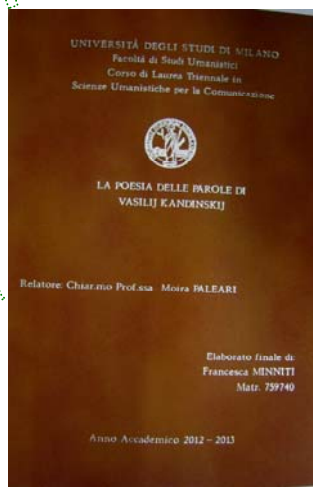 UNIVERSITÀ DEGLI STUDI DI MILANO
Facoltà di Studi Umanistici
Corso di Laurea Triennale in
Scienze Umanistiche per la Comunicazione
LA POESIA DELLE PAROLE DI
VASILIJ KANDINSKIJ
Relatore: Chiar.mo Prof.ssa Moira PALEARI
Elaborato finale di:
Francesca MINNITI
Matr. 759740
Anno Accademico 2012 – 2013